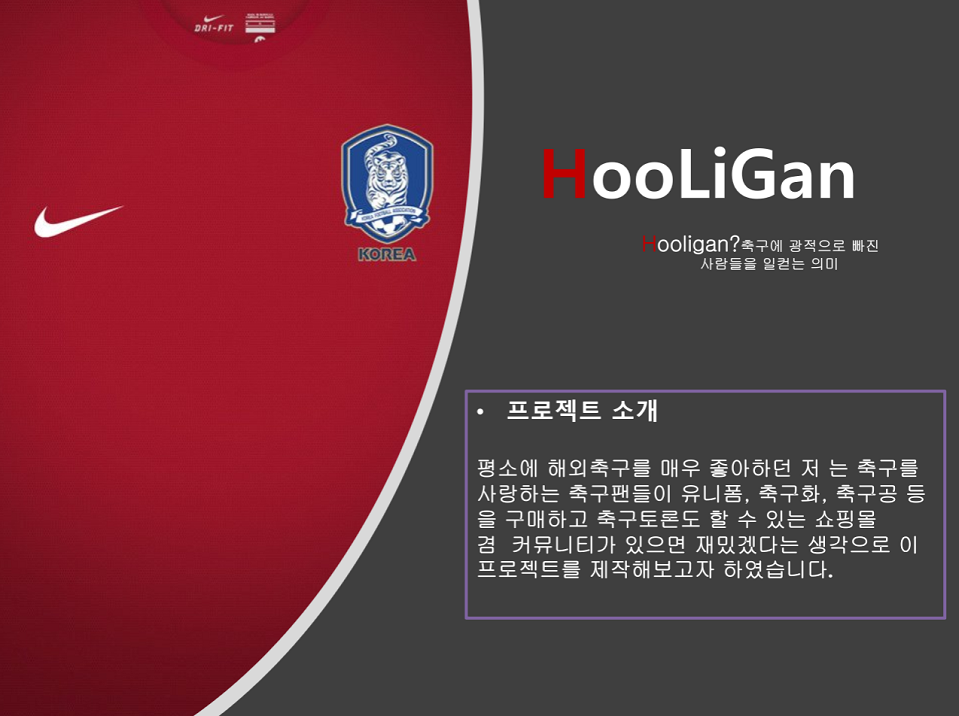 DRI-FIT
KOREA FOOTBALL ASSOCIATION
KOREA
HooLiGan
Hooligan?축구에 광적으로 빠진
사람들을 일컫는 의미
• 프로젝트 소개
평소에 해외축구를 매우 좋아하던 저 는 축구를
사랑하는 축구팬들이 유니폼, 축구화, 축구공 등
을 구매하고 축구토론도 할 수 있는 쇼핑몰
겸 커뮤니티가 있으면 재밌겠다는 생각으로 이
프로젝트를 제작해보고자 하였습니다.